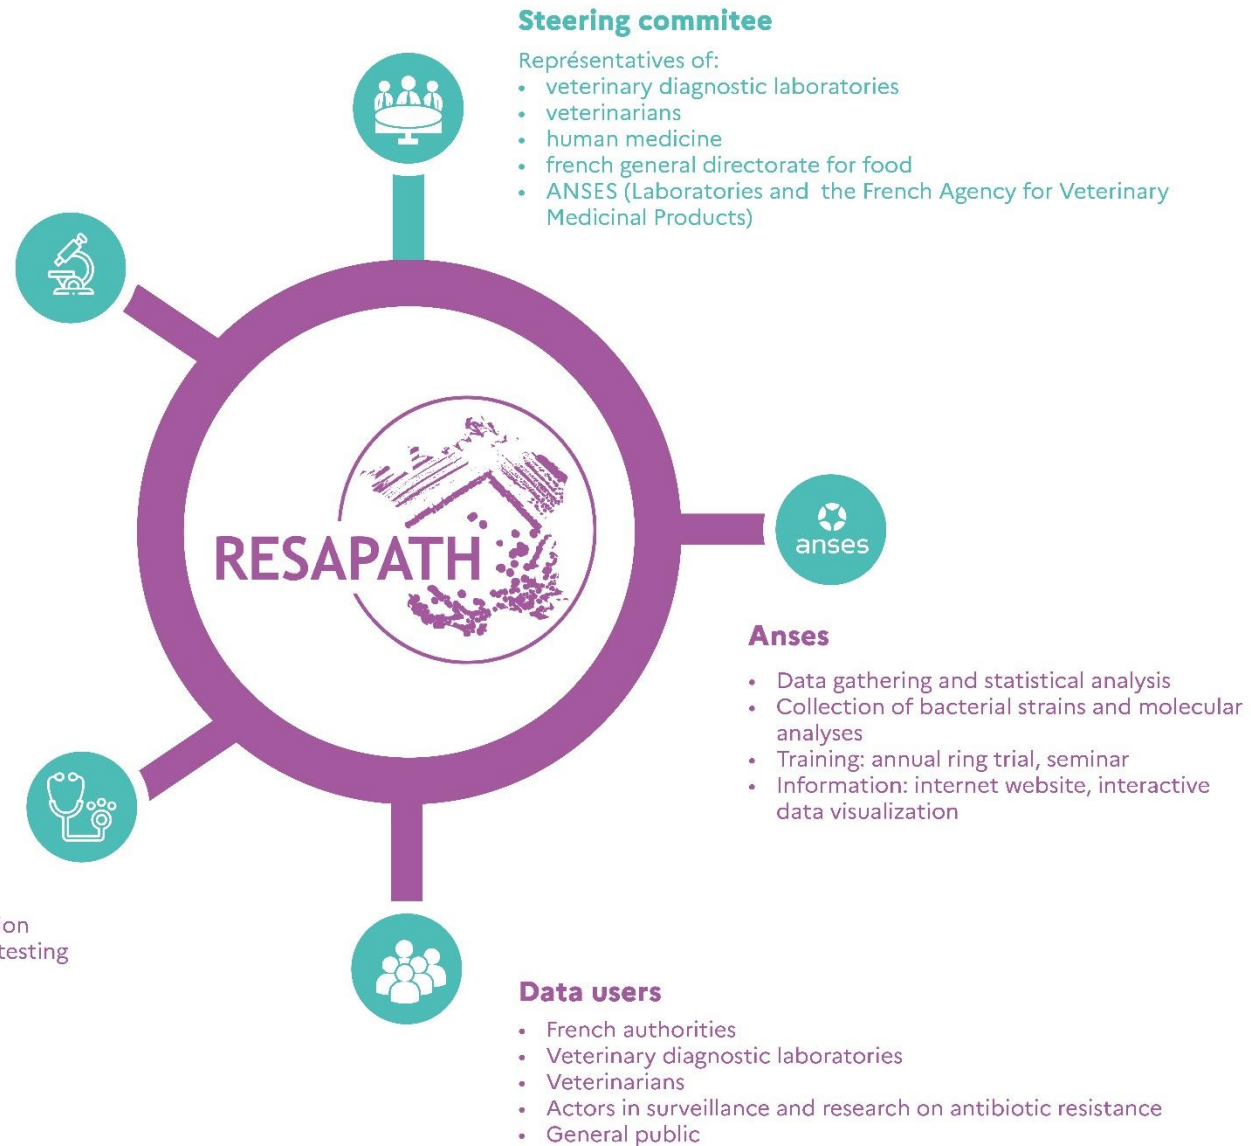 Steering commitee
Représentatives of:
• veterinary diagnostic laboratories
• veterinarians
• human medicine
• french general directorate for food
• ANSES (Laboratories and the French Agency for Veterinary
Medicinal Products)
RESAPATH
anses
Anses
• Data gathering and statistical analysis
• Collection of bacterial strains and molecular
analyses
• Training: annual ring trial, seminar
• Information: internet website, interactive
data visualization
testing
Data users
• French authorities
• Veterinary diagnostic laboratories
• Veterinarians
• Actors in surveillance and research on antibiotic resistance
• General public